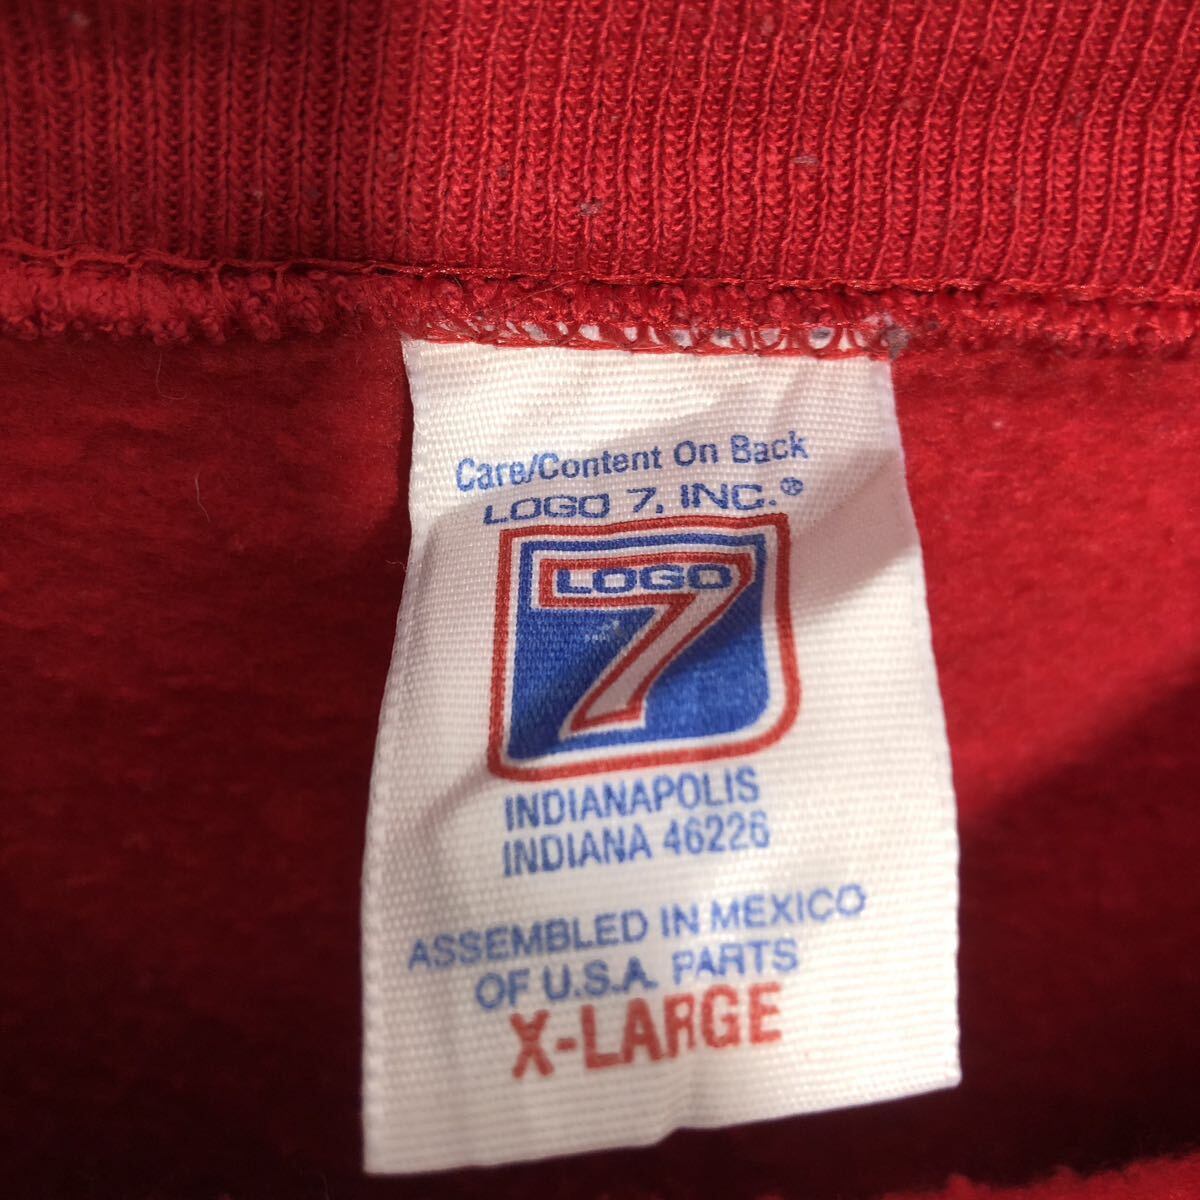 Care/Content On Back
LOGO 7, INC.®
LOGO
7
INDIANAPOLIS
INDIANA 46226
ASSEMBLED IN MEXICO
OF U.S.A. PARTS
X-LARGE